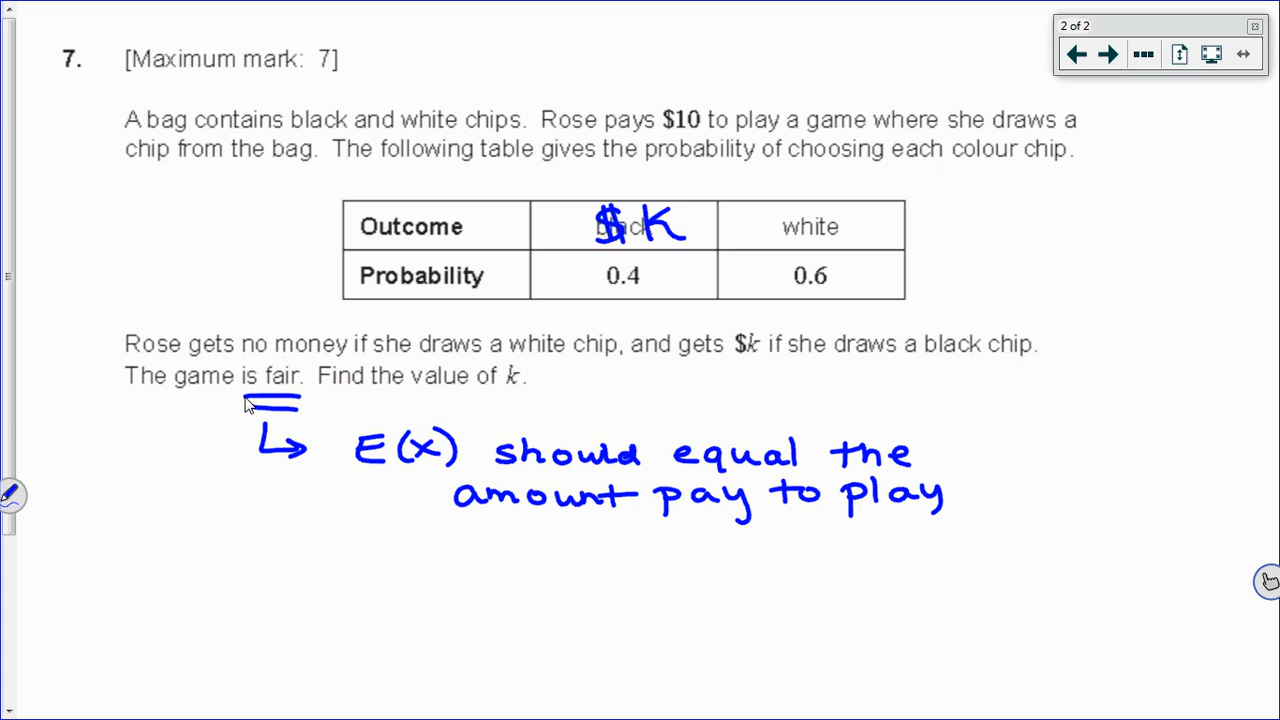 2 of 2
7. [Maximum mark: 7]
A bag contains black and white chips. Rose pays $10 to play a game where she draws a
chip from the bag. The following table gives the probability of choosing each colour chip.
Outcome black $K white
Probability 0.4 0.6
Rose gets no money if she draws a white chip, and gets $k if she draws a black chip.
The game is fair. Find the value of k.
↳ E(x) should equal the
amount pay to play